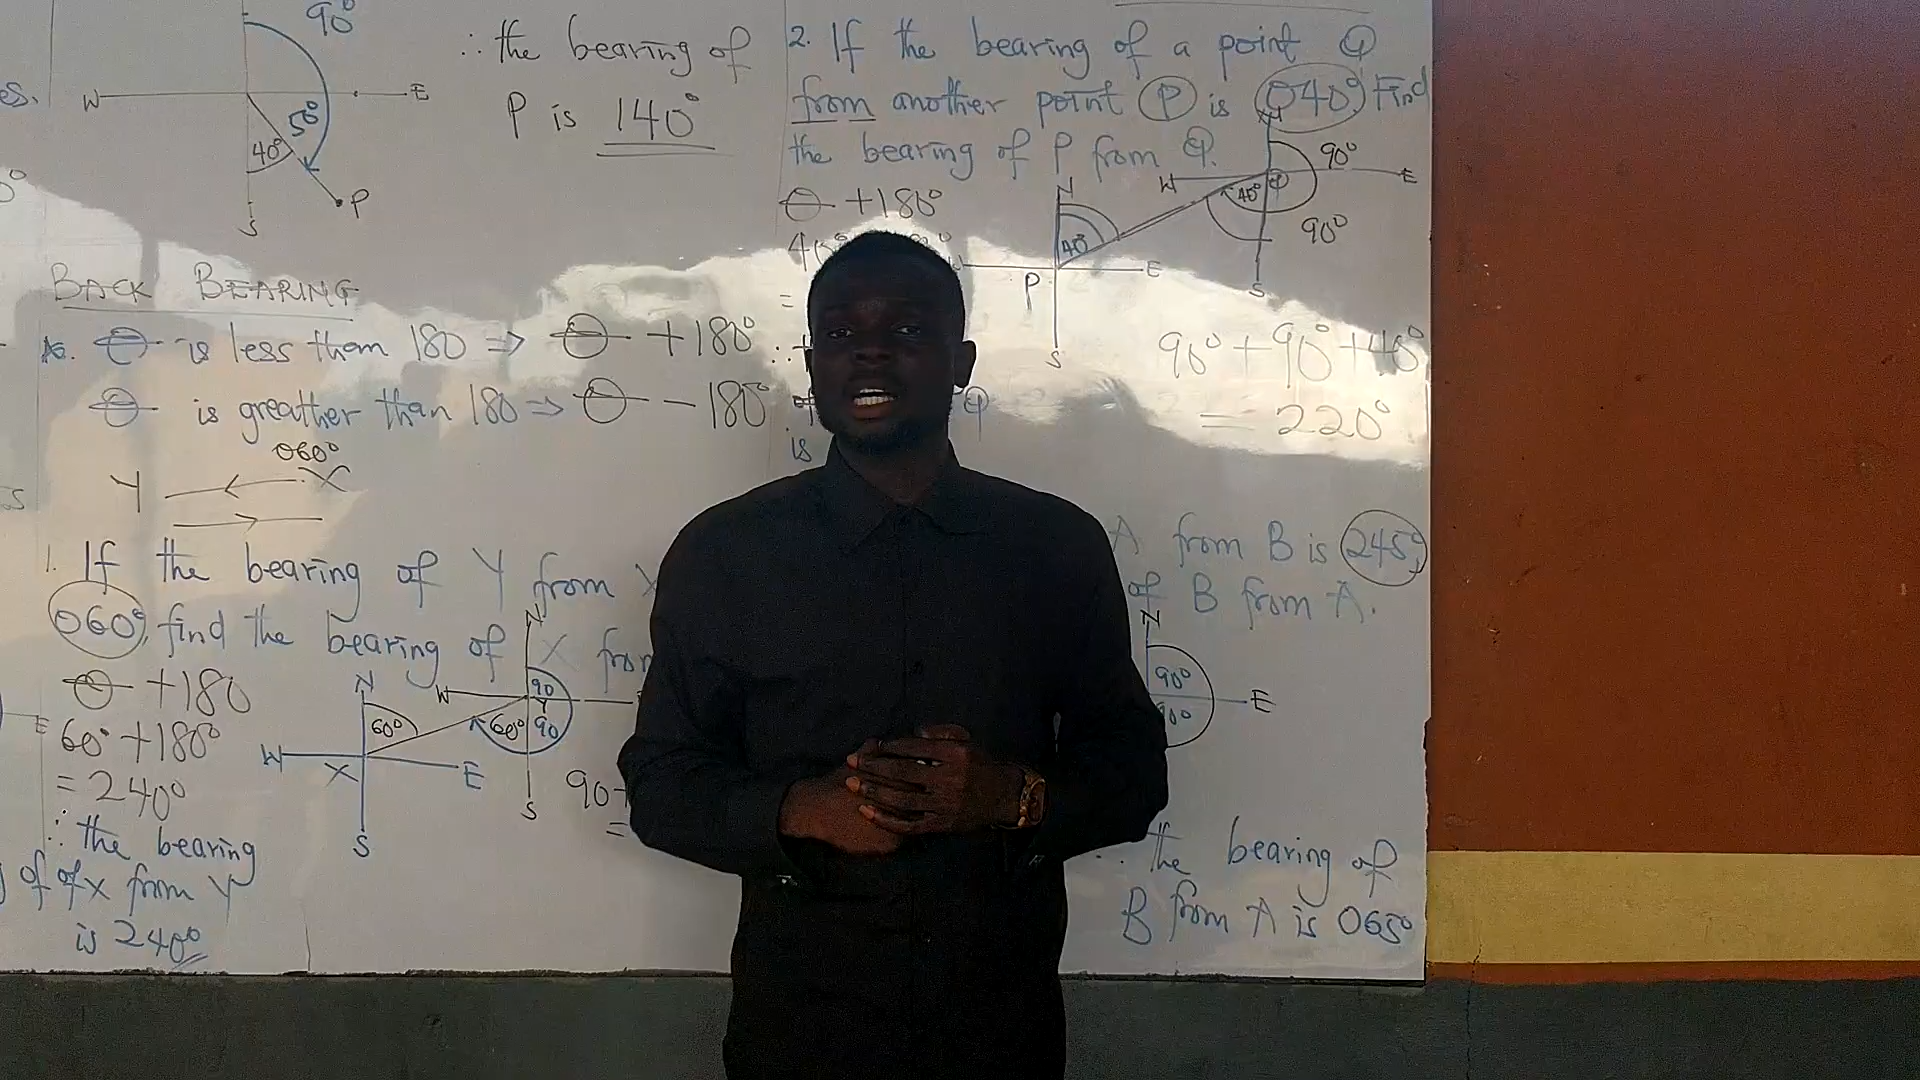 90°
W
E
50°
40°
P
S
∴ the bearing of
P is 140°
BACK BEARING
θ is less than 180 ⇒ θ + 180°
θ is greather than 180 ⇒ θ - 180°
060°
Y
X
1. If the bearing of Y from X
060°, find the bearing of X from
θ + 180
60° + 180°
= 240°
∴ the bearing
of of X from Y
is 240°
N
60°
W
X
E
S
N
W
90
Y
60°
90
S
90+
=
2. If the bearing of a point Q
from another point P is 040°. Find
the bearing of P from Q.
θ + 180°
=
is
N
40°
E
P
S
N
W
90°
E
40°
Q
90°
S
90° + 90° + 40°
= 220°
A from B is 245°,
of B from A.
N
90°
E
90°
∴ the bearing of
B from A is 065°